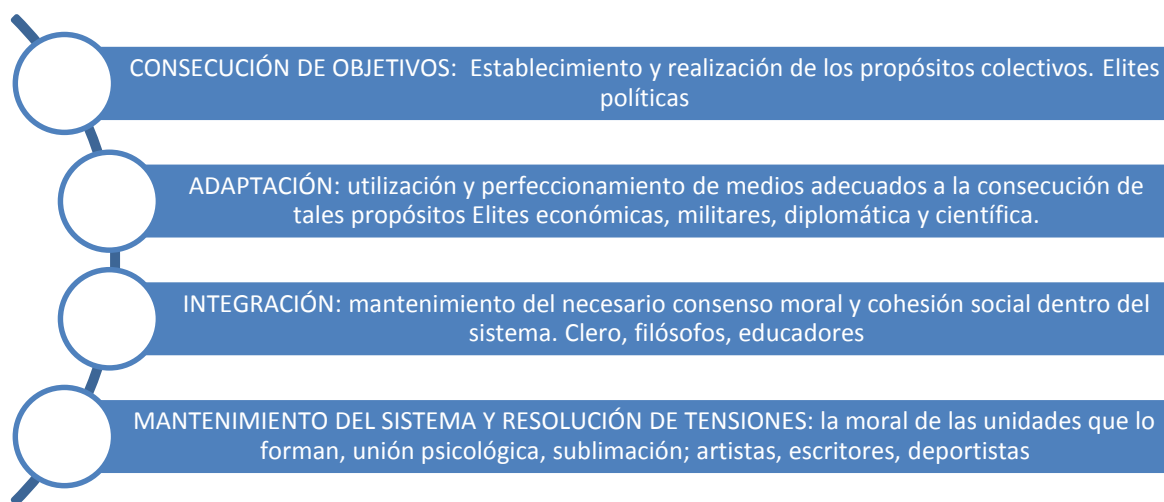 CONSECUCIÓN DE OBJETIVOS: Establecimiento y realización de los propósitos colectivos. Elites
políticas
ADAPTACIÓN: utilización y perfeccionamiento de medios adecuados a la consecución de
tales propósitos Elites económicas, militares, diplomática y científica.
INTEGRACIÓN: mantenimiento del necesario consenso moral y cohesión social dentro del
sistema. Clero, filósofos, educadores
MANTENIMIENTO DEL SISTEMA Y RESOLUCIÓN DE TENSIONES: la moral de las unidades que lo
forman, unión psicológica, sublimación; artistas, escritores, deportistas